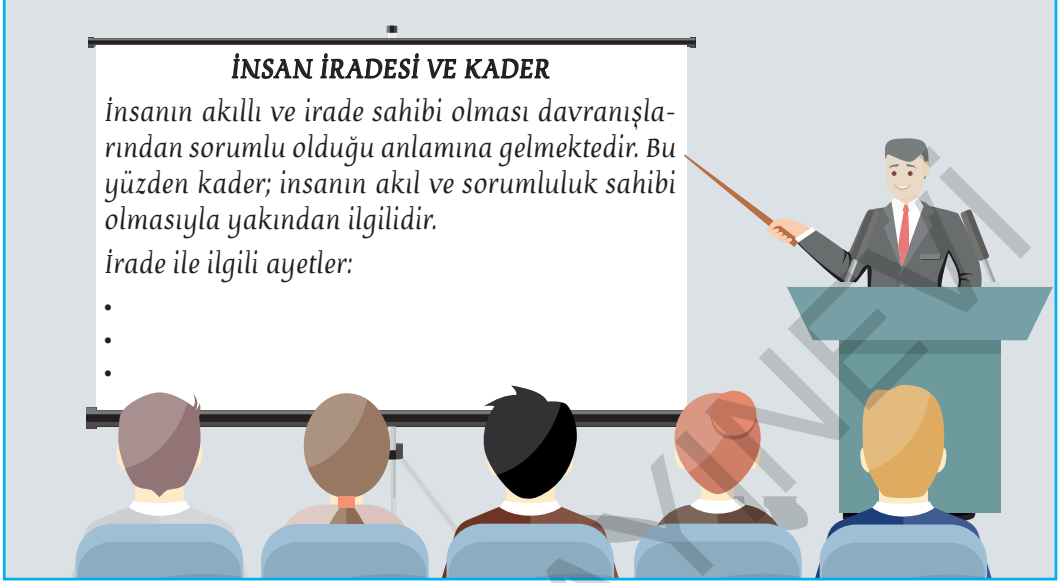 İNSAN İRADESİ VE KADER
İnsanın akıllı ve irade sahibi olması davranışla-
rından sorumlu olduğu anlamına gelmektedir. Bu
yüzden kader; insanın akıl ve sorumluluk sahibi
olmasıyla yakından ilgilidir.
İrade ile ilgili ayetler:
•
•
•